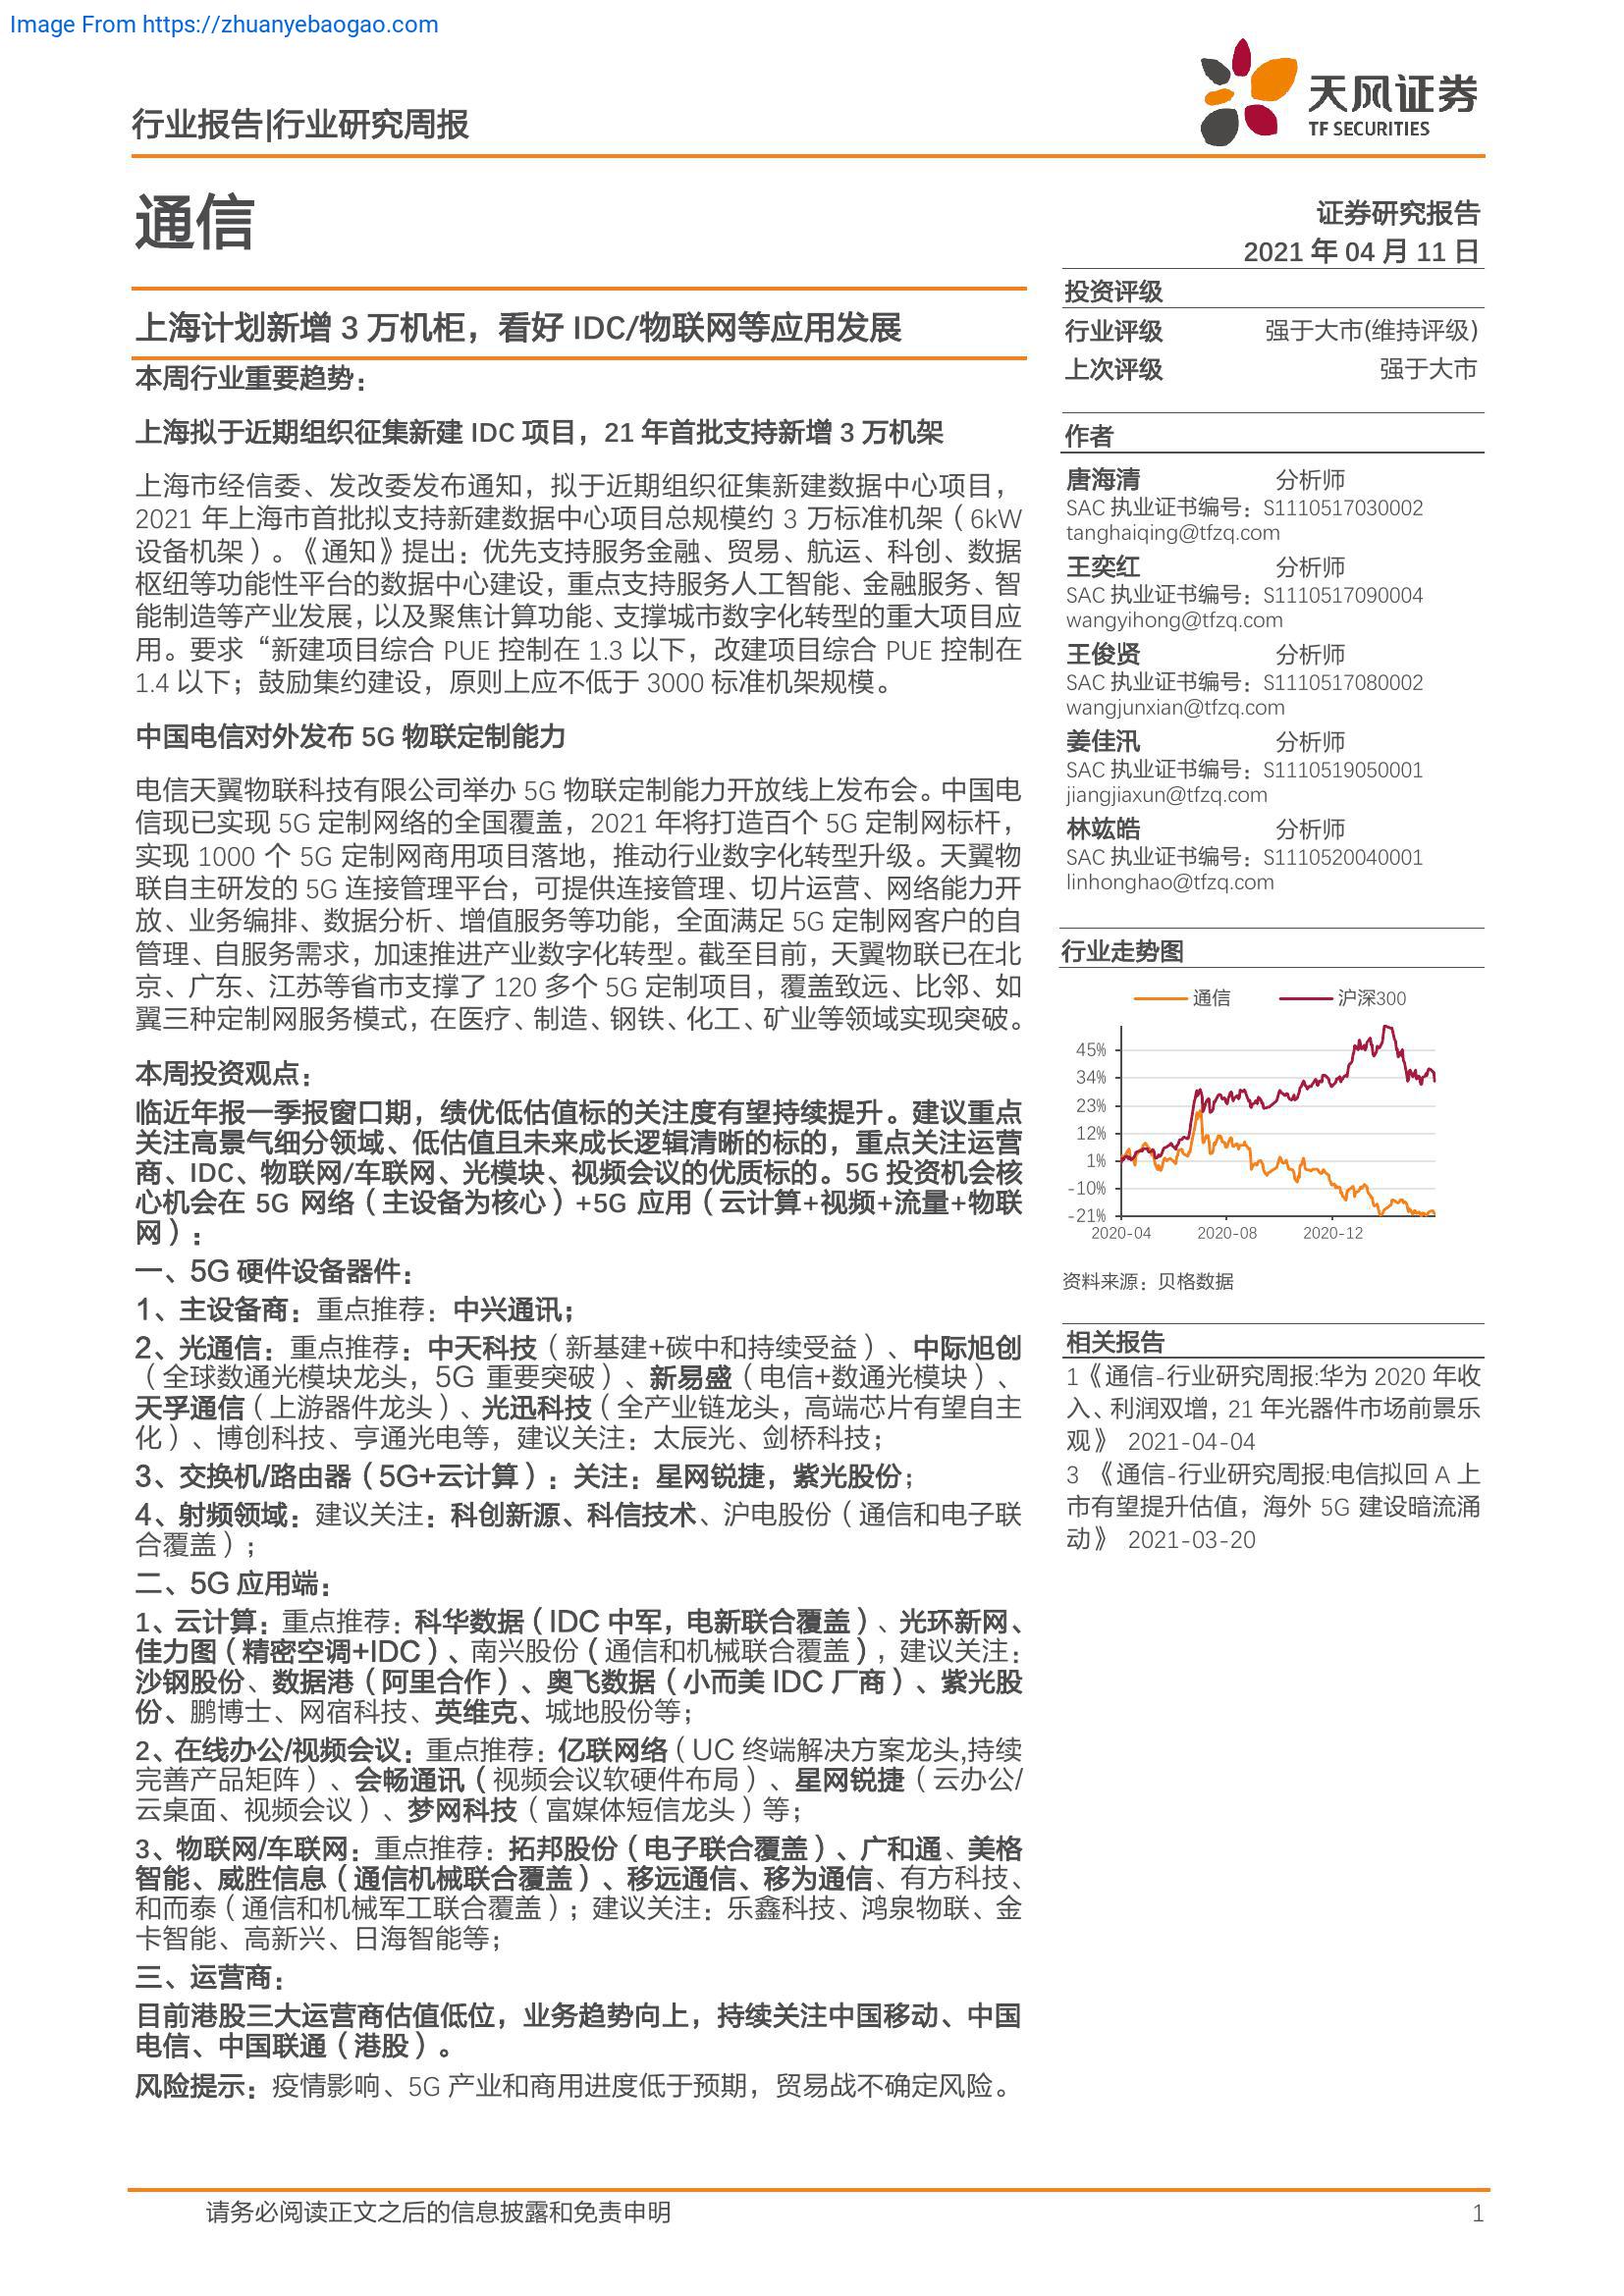 Image From https://zhuanyebaogao.com
行业报告|行业研究周报
天风证券
TF SECURITIES
通信
证券研究报告
2021 年 04 月 11 日
上海计划新增 3 万机柜，看好 IDC/物联网等应用发展
本周行业重要趋势：
上海拟于近期组织征集新建 IDC 项目，21 年首批支持新增 3 万机架
上海市经信委、发改委发布通知，拟于近期组织征集新建数据中心项目，
2021 年上海市首批拟支持新建数据中心项目总规模约 3 万标准机架（6kW
设备机架）。《通知》提出：优先支持服务金融、贸易、航运、科创、数据
枢纽等功能性平台的数据中心建设，重点支持服务人工智能、金融服务、智
能制造等产业发展，以及聚焦计算功能、支撑城市数字化转型的重大项目应
用。要求“新建项目综合 PUE 控制在 1.3 以下，改建项目综合 PUE 控制在
1.4 以下；鼓励集约建设，原则上应不低于 3000 标准机架规模。
中国电信对外发布 5G 物联定制能力
电信天翼物联科技有限公司举办 5G 物联定制能力开放线上发布会。中国电
信现已实现 5G 定制网络的全国覆盖，2021 年将打造百个 5G 定制网标杆，
实现 1000 个 5G 定制网商用项目落地，推动行业数字化转型升级。天翼物
联自主研发的 5G 连接管理平台，可提供连接管理、切片运营、网络能力开
放、业务编排、数据分析、增值服务等功能，全面满足 5G 定制网客户的自
管理、自服务需求，加速推进产业数字化转型。截至目前，天翼物联已在北
京、广东、江苏等省市支撑了 120 多个 5G 定制项目，覆盖致远、比邻、如
翼三种定制网服务模式，在医疗、制造、钢铁、化工、矿业等领域实现突破。
本周投资观点：
临近年报一季报窗口期，绩优低估值标的关注度有望持续提升。建议重点
关注高景气细分领域、低估值且未来成长逻辑清晰的标的，重点关注运营
商、IDC、物联网/车联网、光模块、视频会议的优质标的。5G 投资机会核
心机会在 5G 网络（主设备为核心）+5G 应用（云计算+视频+流量+物联
网）：
一、5G 硬件设备器件：
1、主设备商：重点推荐：中兴通讯；
2、光通信：重点推荐：中天科技（新基建+碳中和持续受益）、中际旭创
（全球数通光模块龙头，5G 重要突破）、新易盛（电信+数通光模块）、
天孚通信（上游器件龙头）、光迅科技（全产业链龙头，高端芯片有望自主
化）、博创科技、亨通光电等，建议关注：太辰光、剑桥科技；
3、交换机/路由器（5G+云计算）：关注：星网锐捷，紫光股份；
4、射频领域：建议关注：科创新源、科信技术、沪电股份（通信和电子联
合覆盖）；
二、5G 应用端：
1、云计算：重点推荐：科华数据（IDC 中军，电新联合覆盖）、光环新网、
佳力图（精密空调+IDC）、南兴股份（通信和机械联合覆盖），建议关注：
沙钢股份、数据港（阿里合作）、奥飞数据（小而美 IDC 厂商）、紫光股
份、鹏博士、网宿科技、英维克、城地股份等；
2、在线办公/视频会议：重点推荐：亿联网络（UC 终端解决方案龙头,持续
完善产品矩阵）、会畅通讯（视频会议软硬件布局）、星网锐捷（云办公/
云桌面、视频会议）、梦网科技（富媒体短信龙头）等；
3、物联网/车联网：重点推荐：拓邦股份（电子联合覆盖）、广和通、美格
智能、威胜信息（通信机械联合覆盖）、移远通信、移为通信、有方科技、
和而泰（通信和机械军工联合覆盖）；建议关注：乐鑫科技、鸿泉物联、金
卡智能、高新兴、日海智能等；
三、运营商：
目前港股三大运营商估值低位，业务趋势向上，持续关注中国移动、中国
电信、中国联通（港股）。
风险提示：疫情影响、5G 产业和商用进度低于预期，贸易战不确定风险。
投资评级
行业评级 强于大市(维持评级)
上次评级 强于大市
作者
唐海清 分析师
SAC 执业证书编号：S1110517030002
tanghaiqing@tfzq.com
王奕红 分析师
SAC 执业证书编号：S1110517090004
wangyihong@tfzq.com
王俊贤 分析师
SAC 执业证书编号：S1110517080002
wangjunxian@tfzq.com
姜佳汛 分析师
SAC 执业证书编号：S1110519050001
jiangjiaxun@tfzq.com
林竑皓 分析师
SAC 执业证书编号：S1110520040001
linhonghao@tfzq.com
行业走势图
通信 沪深300
45%
34%
23%
12%
1%
-10%
-21%
2020-04 2020-08 2020-12
资料来源：贝格数据
相关报告
1《通信-行业研究周报:华为 2020 年收
入、利润双增，21 年光器件市场前景乐
观》 2021-04-04
3 《通信-行业研究周报:电信拟回 A 上
市有望提升估值，海外 5G 建设暗流涌
动》 2021-03-20
请务必阅读正文之后的信息披露和免责申明 1